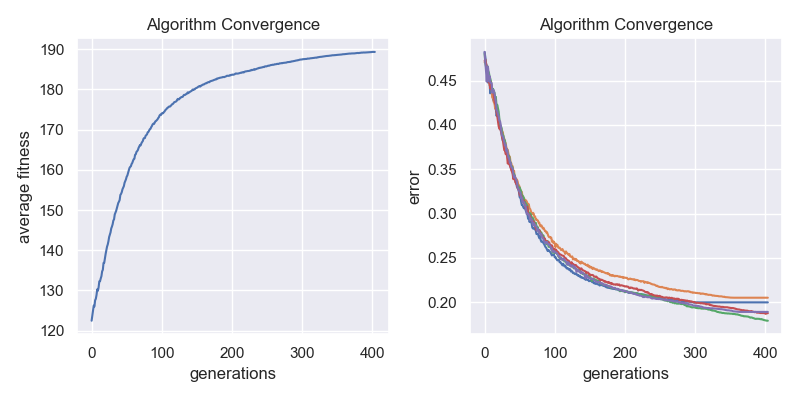 Algorithm Convergence
190
180
170
160
150
140
130
120
average fitness
0 100 200 300 400
generations
Algorithm Convergence
0.45
0.40
0.35
0.30
0.25
0.20
error
0 100 200 300 400
generations